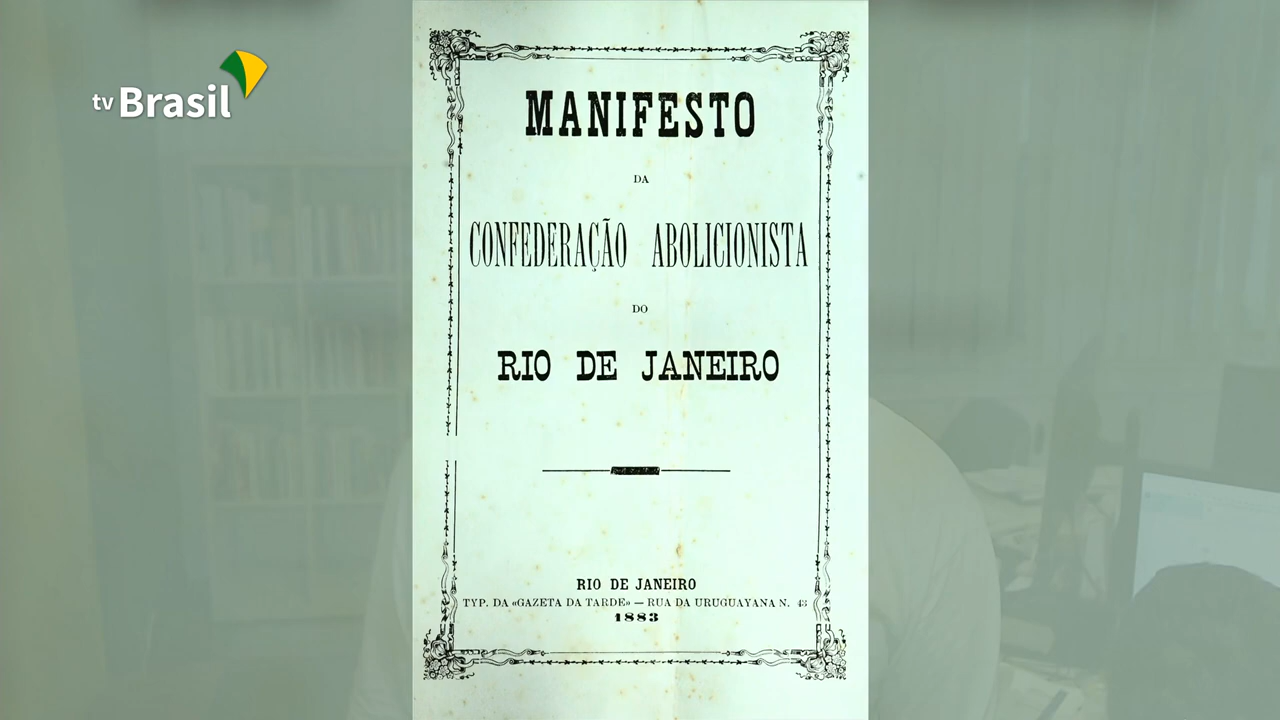 tv Brasil
MANIFESTO
DA
CONFEDERAÇÃO ABOLICIONISTA
DO
RIO DE JANEIRO
RIO DE JANEIRO
TYP. DA «GAZETA DA TARDE» — RUA DA URUGUAYANA N. 43
1883